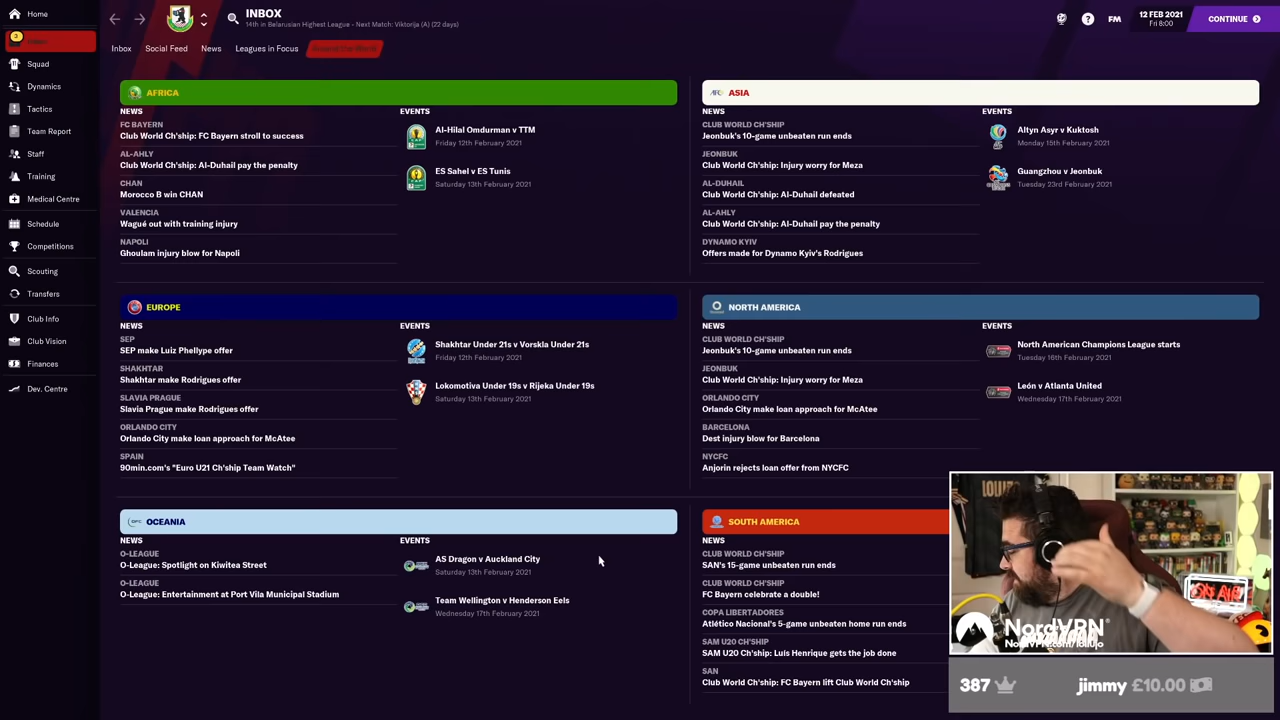 Home
INBOX
14th in Belarusian Highest League - Next Match: Viktorija (A) (22 days)
FM
12 FEB 2021
Fri 8:00
CONTINUE
3
Inbox
Social Feed
News
Leagues in Focus
Squad
Dynamics
Tactics
Team Report
Staff
Training
Medical Centre
Schedule
Competitions
Scouting
Transfers
Club Info
Club Vision
Finances
Dev. Centre
AFRICA
NEWS
FC BAYERN
Club World Ch'ship: FC Bayern stroll to success
AL-AHLY
Club World Ch'ship: Al-Duhail pay the penalty
CHAN
Morocco B win CHAN
VALENCIA
Wagué out with training injury
NAPOLI
Ghoulam injury blow for Napoli
EVENTS
Al-Hilal Omdurman v TTM
Friday 12th February 2021
ES Sahel v ES Tunis
Saturday 13th February 2021
AFC
ASIA
NEWS
CLUB WORLD CH'SHIP
Jeonbuk's 10-game unbeaten run ends
JEONBUK
Club World Ch'ship: Injury worry for Meza
AL-DUHAIL
Club World Ch'ship: Al-Duhail defeated
AL-AHLY
Club World Ch'ship: Al-Duhail pay the penalty
DYNAMO KYIV
Offers made for Dynamo Kyiv's Rodrigues
EVENTS
Altyn Asyr v Kuktosh
Monday 15th February 2021
Guangzhou v Jeonbuk
Tuesday 23rd February 2021
EUROPE
NEWS
SEP
SEP make Luiz Phellype offer
SHAKHTAR
Shakhtar make Rodrigues offer
SLAVIA PRAGUE
Slavia Prague make Rodrigues offer
ORLANDO CITY
Orlando City make loan approach for McAtee
SPAIN
90min.com's "Euro U21 Ch'ship Team Watch"
EVENTS
Shakhtar Under 21s v Vorskla Under 21s
Friday 12th February 2021
Lokomotiva Under 19s v Rijeka Under 19s
Saturday 13th February 2021
NORTH AMERICA
NEWS
CLUB WORLD CH'SHIP
Jeonbuk's 10-game unbeaten run ends
JEONBUK
Club World Ch'ship: Injury worry for Meza
ORLANDO CITY
Orlando City make loan approach for McAtee
BARCELONA
Dest injury blow for Barcelona
NYCFC
Anjorin rejects loan offer from NYCFC
EVENTS
North American Champions League starts
Tuesday 16th February 2021
León v Atlanta United
Wednesday 17th February 2021
OFC
OCEANIA
NEWS
O-LEAGUE
O-League: Spotlight on Kiwitea Street
O-LEAGUE
O-League: Entertainment at Port Vila Municipal Stadium
EVENTS
AS Dragon v Auckland City
Saturday 13th February 2021
Team Wellington v Henderson Eels
Wednesday 17th February 2021
SOUTH AMERICA
NEWS
CLUB WORLD CH'SHIP
SAN's 15-game unbeaten run ends
CLUB WORLD CH'SHIP
FC Bayern celebrate a double!
COPA LIBERTADORES
Atlético Nacional's 5-game unbeaten home run ends
SAM U20 CH'SHIP
SAM U20 Ch'ship: Luís Henrique gets the job done
SAN
Club World Ch'ship: FC Bayern lift Club World Ch'ship
ON AIR
NordVPN®
NordVPN.com/lollujo
387
jimmy £10.00